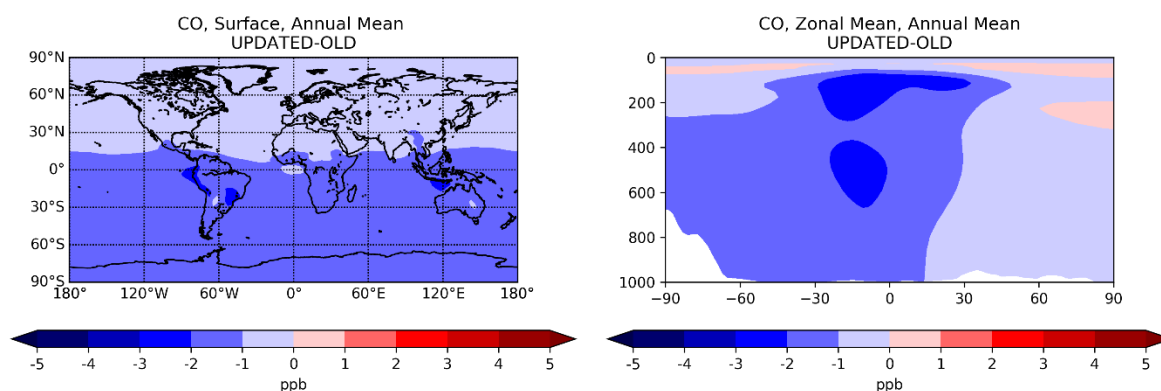 CO, Surface, Annual Mean
UPDATED-OLD
90°N
60°N
30°N
0°
30°S
60°S
90°S
180° 120°W 60°W 0° 60°E 120°E 180°
-5 -4 -3 -2 -1 0 1 2 3 4 5
ppb
CO, Zonal Mean, Annual Mean
UPDATED-OLD
0
200
400
600
800
1000
−90 −60 −30 0 30 60 90
-5 -4 -3 -2 -1 0 1 2 3 4 5
ppb